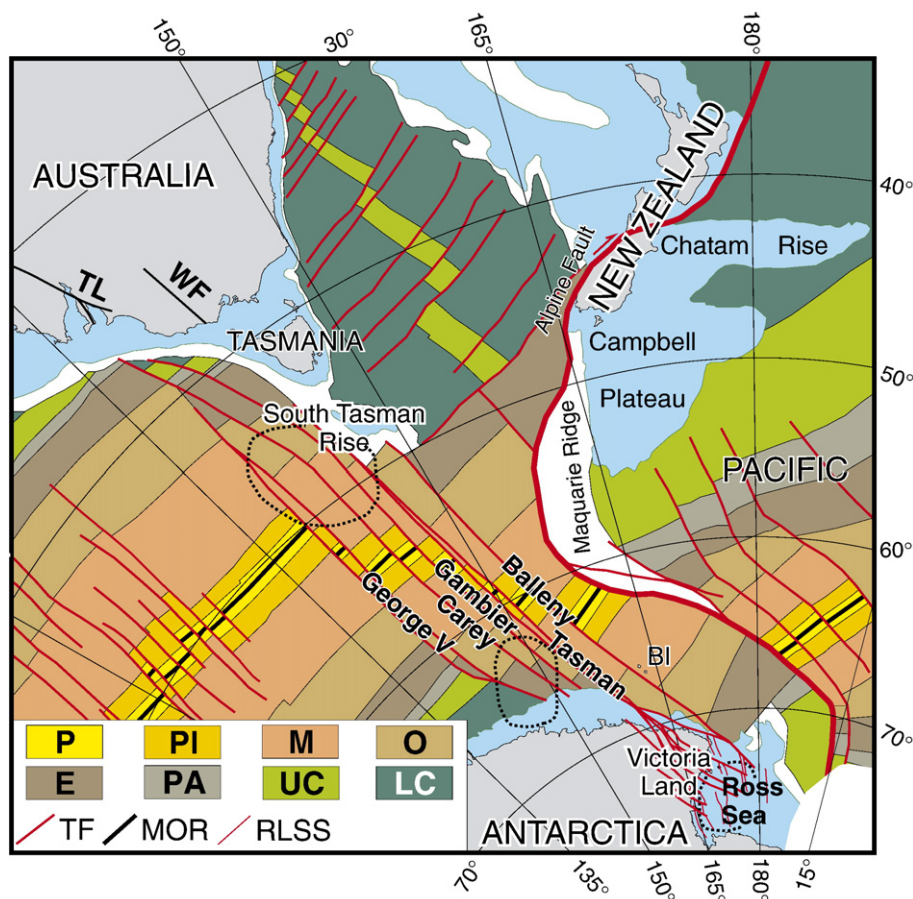 150°
30°
165°
180°
AUSTRALIA
NEW ZEALAND
40°
Chatam Rise
Alpine Fault
TL
WF
TASMANIA
Campbell
Plateau
50°
South Tasman
Rise
PACIFIC
Maquarie Ridge
60°
Balleny
Gambier
Carey
George V
Tasman
BI
70°
P
PI
M
O
E
PA
UC
LC
TF
MOR
RLSS
Victoria
Land
Ross
Sea
ANTARCTICA
70°
135°
150°
165°
180°
15°